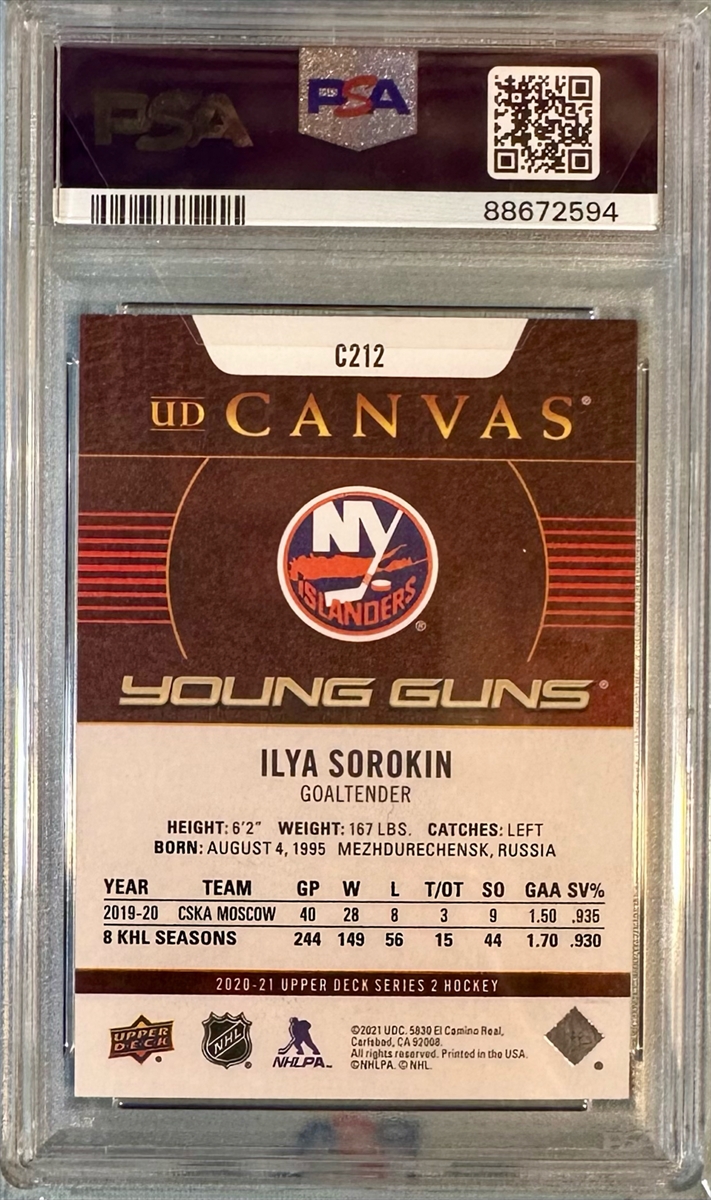 PSA PSA
88672594
C212
UD CANVAS®
NY
ISLANDERS
®
YOUNG GUNS®
ILYA SOROKIN
GOALTENDER
HEIGHT: 6'2" WEIGHT: 167 LBS. CATCHES: LEFT
BORN: AUGUST 4, 1995 MEZHDURECHENSK, RUSSIA
YEAR TEAM GP W L T/OT SO GAA SV%
2019-20 CSKA MOSCOW 40 28 8 3 9 1.50 .935
8 KHL SEASONS 244 149 56 15 44 1.70 .930
2020-21 UPPER DECK SERIES 2 HOCKEY
UPPER DECK
NHL
NHLPA
©2021 UDC. 5830 El Camino Real,
Carlsbad, CA 92008.
All rights reserved. Printed in the USA.
©NHLPA. © NHL.
PSA